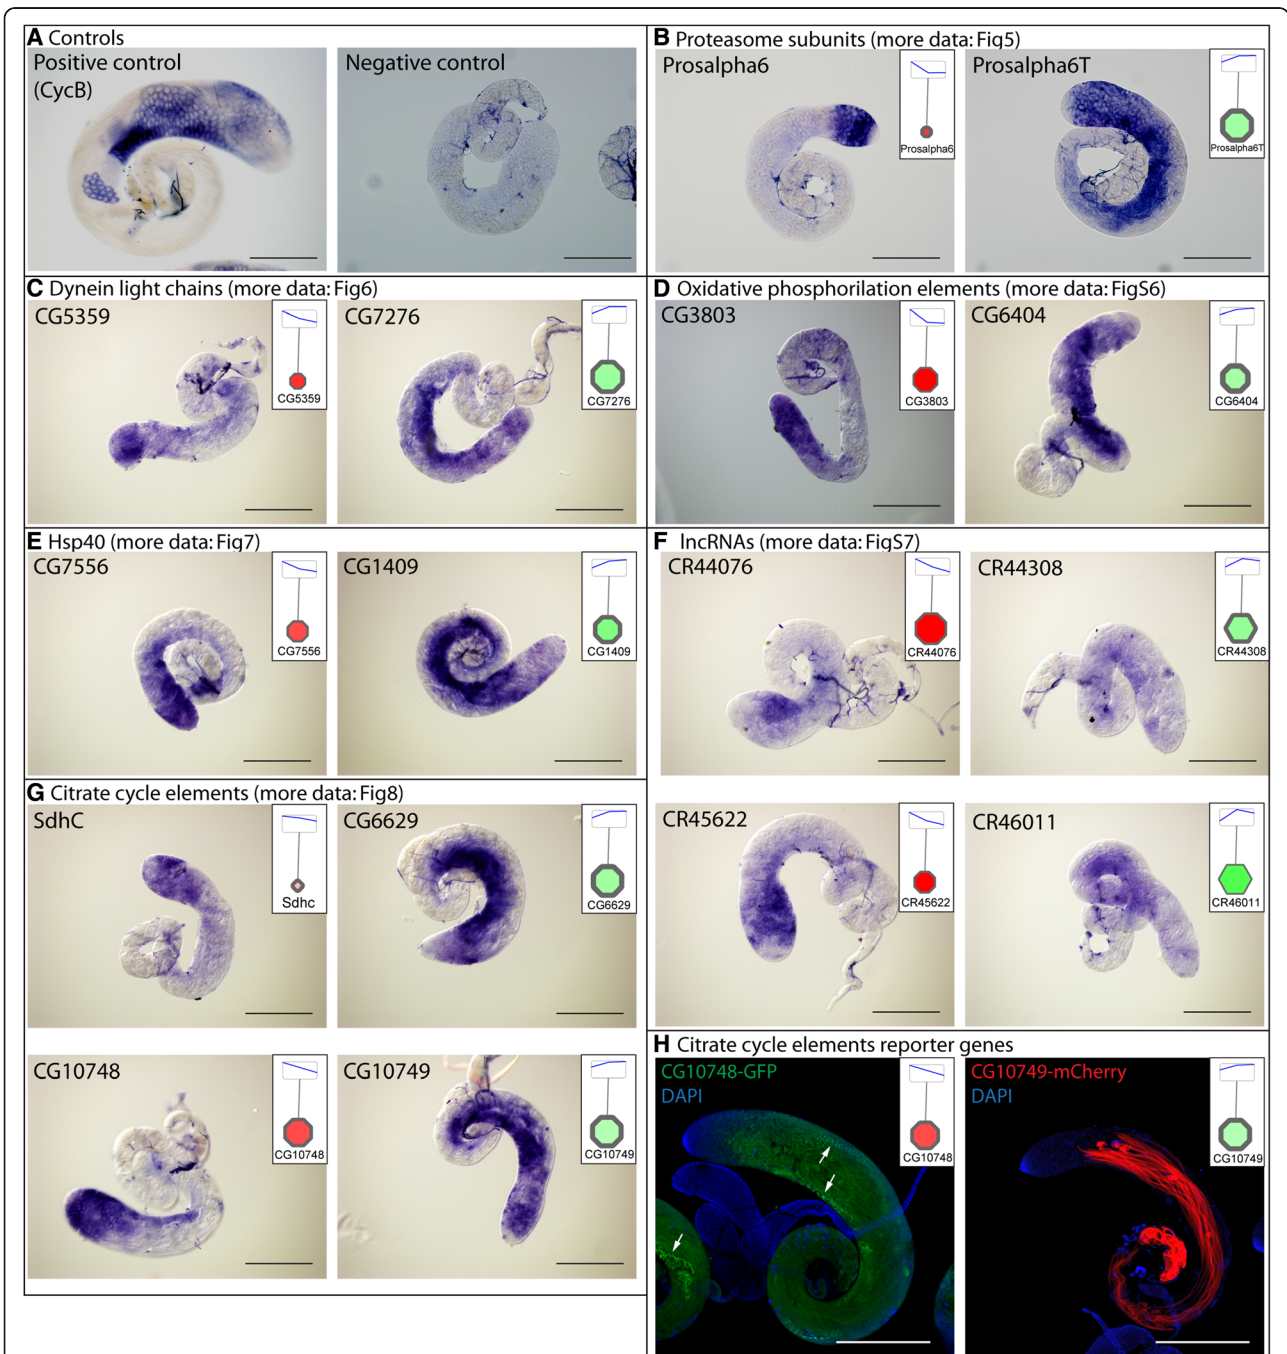 A Controls
Positive control
(CycB)
Negative control
B Proteasome subunits (more data: Fig5)
Prosalpha6
Prosalpha6
Prosalpha6T
Prosalpha6T
C Dynein light chains (more data: Fig6)
CG5359
CG5359
CG7276
CG7276
D Oxidative phosphorilation elements (more data: FigS6)
CG3803
CG3803
CG6404
CG6404
E Hsp40 (more data: Fig7)
CG7556
CG7556
CG1409
CG1409
F lncRNAs (more data: FigS7)
CR44076
CR44076
CR44308
CR44308
CR45622
CR45622
CR46011
CR46011
G Citrate cycle elements (more data: Fig8)
SdhC
Sdhc
CG6629
CG6629
CG10748
CG10748
CG10749
CG10749
H Citrate cycle elements reporter genes
CG10748-GFP
DAPI
CG10748
CG10749-mCherry
DAPI
CG10749